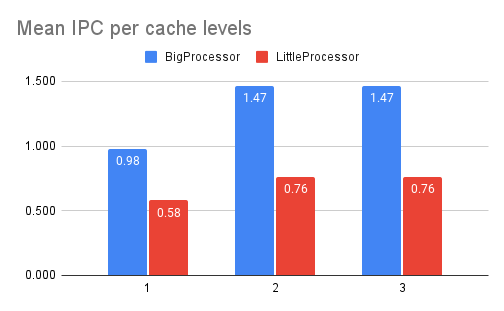 Mean IPC per cache levels
BigProcessor LittleProcessor
1.500
1.47 1.47
1.000
0.98
0.76 0.76
0.58
0.500
0.000
1 2 3